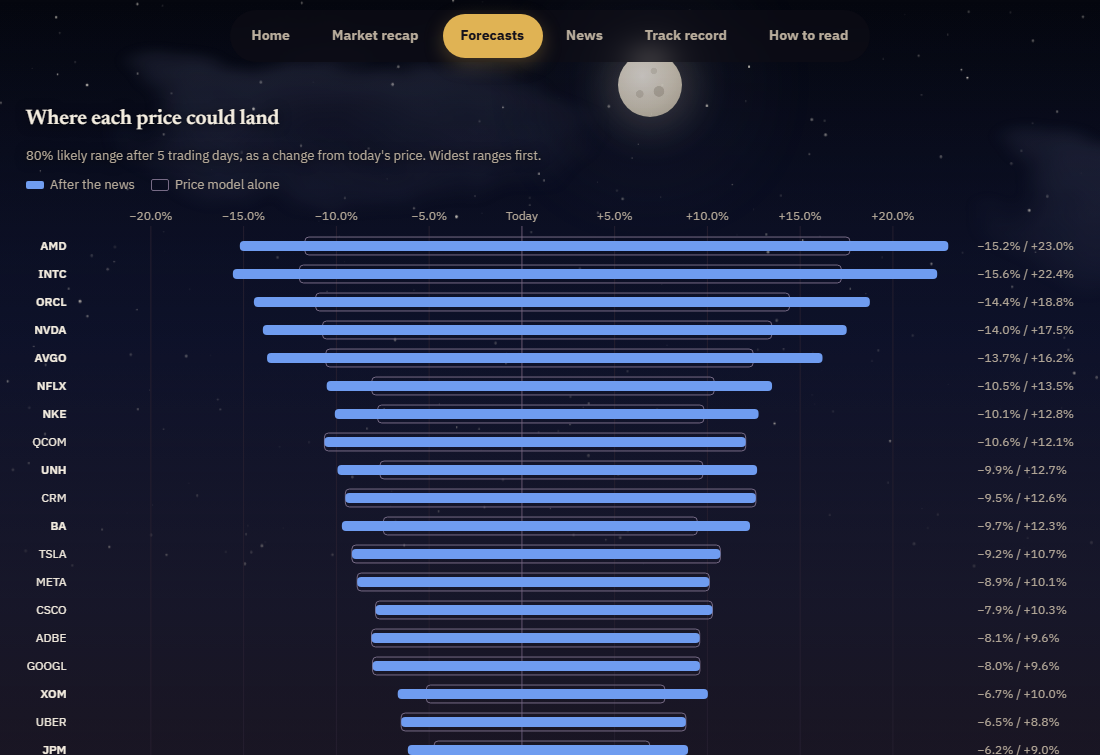 Home Market recap Forecasts News Track record How to read
Where each price could land
80% likely range after 5 trading days, as a change from today's price. Widest ranges first.
After the news Price model alone
−20.0% −15.0% −10.0% −5.0% Today +5.0% +10.0% +15.0% +20.0%
AMD −15.2% / +23.0%
INTC −15.6% / +22.4%
ORCL −14.4% / +18.8%
NVDA −14.0% / +17.5%
AVGO −13.7% / +16.2%
NFLX −10.5% / +13.5%
NKE −10.1% / +12.8%
QCOM −10.6% / +12.1%
UNH −9.9% / +12.7%
CRM −9.5% / +12.6%
BA −9.7% / +12.3%
TSLA −9.2% / +10.7%
META −8.9% / +10.1%
CSCO −7.9% / +10.3%
ADBE −8.1% / +9.6%
GOOGL −8.0% / +9.6%
XOM −6.7% / +10.0%
UBER −6.5% / +8.8%
JPM −6.2% / +9.0%